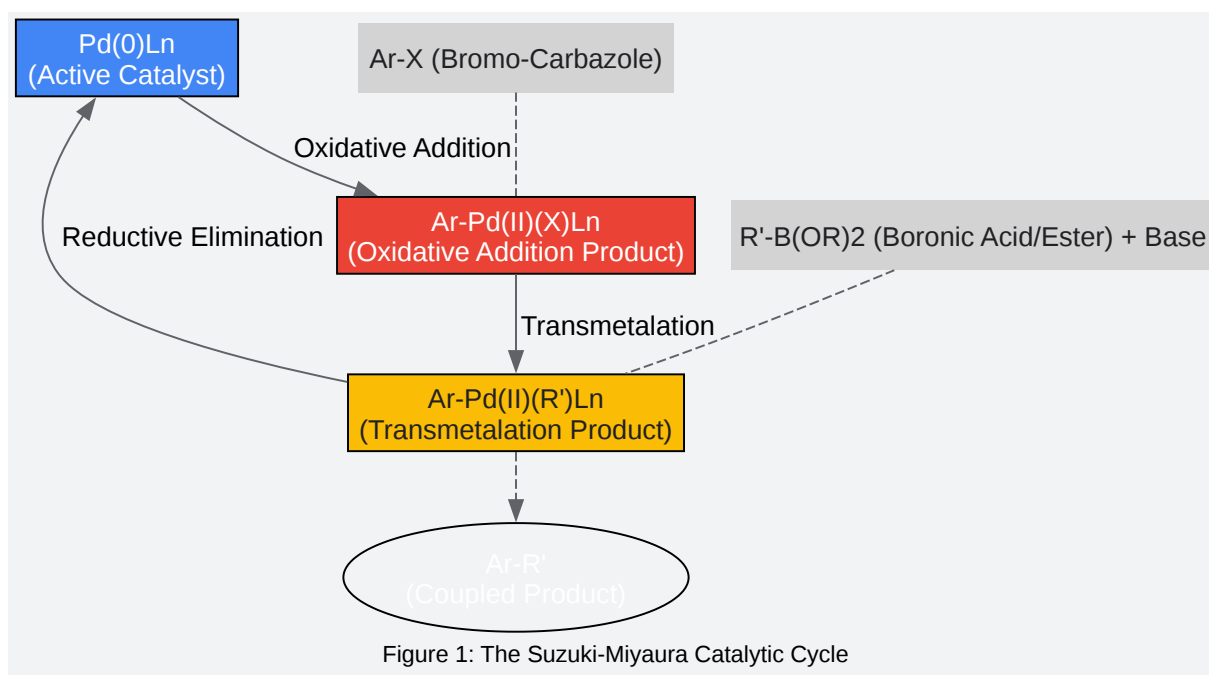 Pd(0)Ln
(Active Catalyst)
Ar-X (Bromo-Carbazole)
Oxidative Addition
Ar-Pd(II)(X)Ln
(Oxidative Addition Product)
R'-B(OR)2 (Boronic Acid/Ester) + Base
Reductive Elimination
Transmetalation
Ar-Pd(II)(R')Ln
(Transmetalation Product)
Ar-R'
(Coupled Product)
Figure 1: The Suzuki-Miyaura Catalytic Cycle